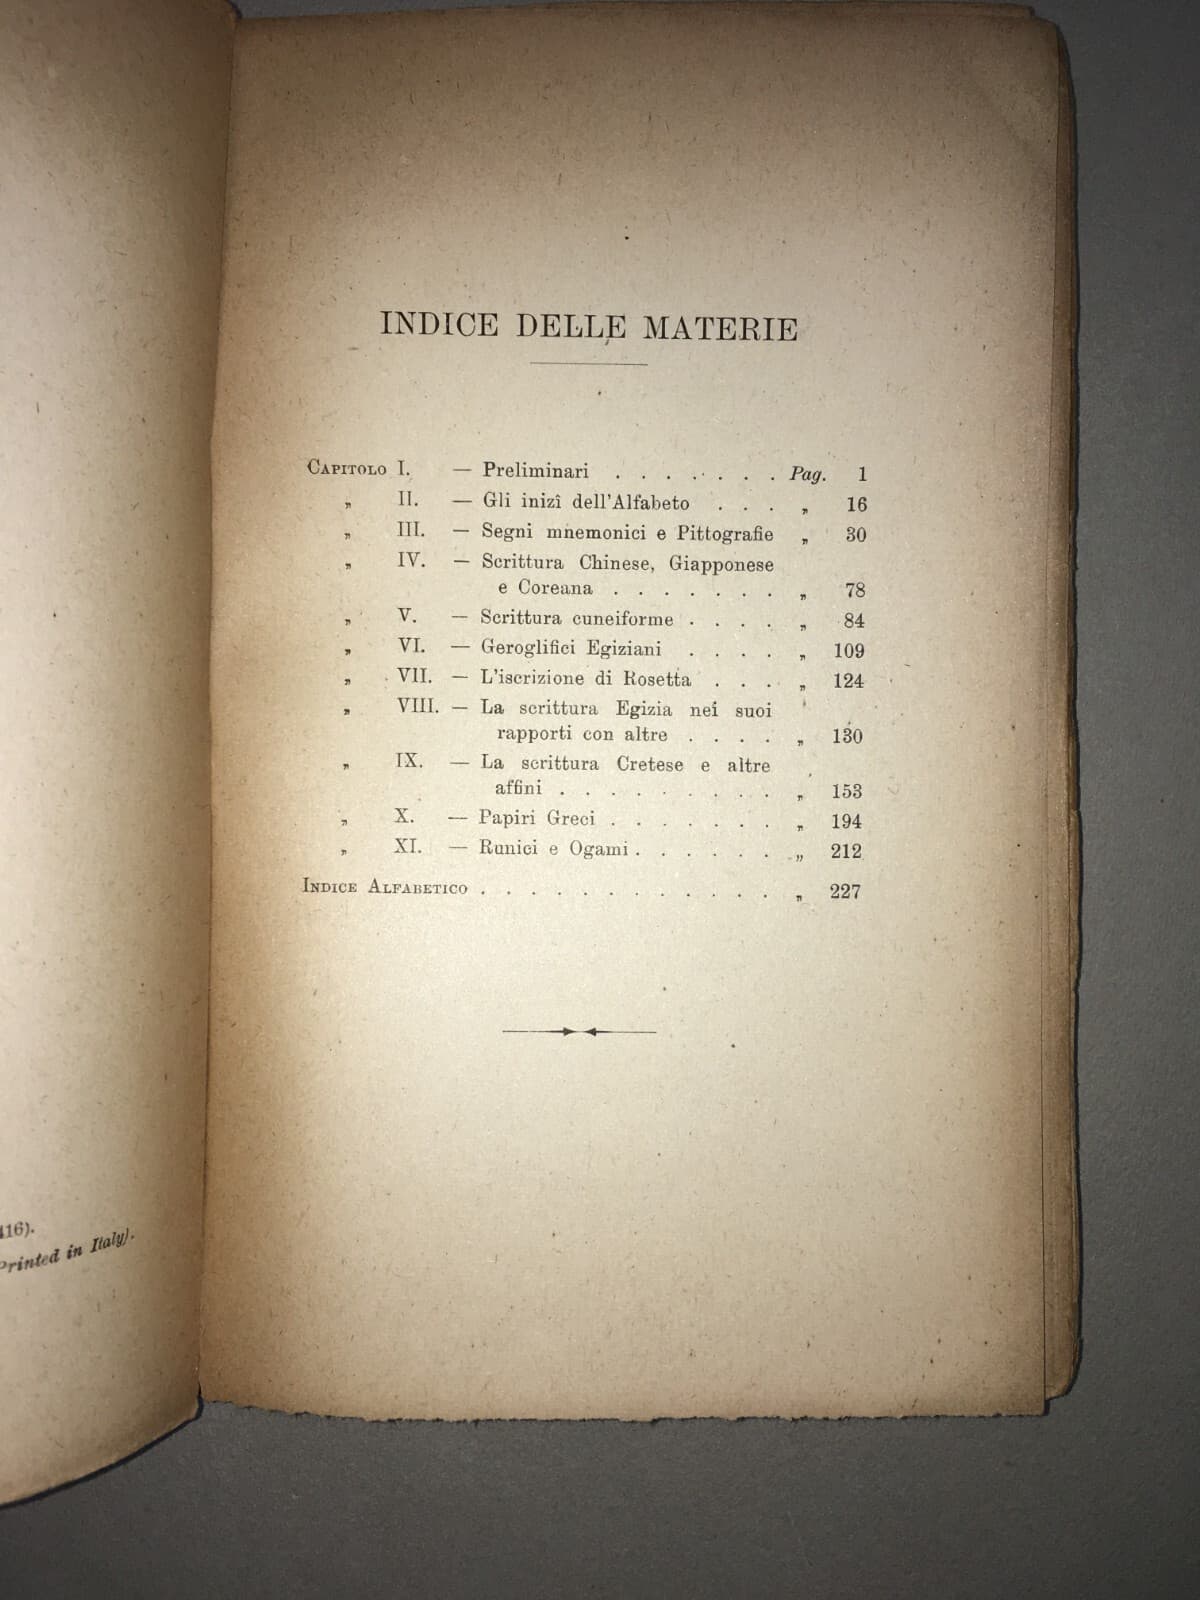 416).
Printed in Italy).
INDICE DELLE MATERIE
CAPITOLO I. — Preliminari . . . . . . . Pag. 1
„ II. — Gli inizî dell'Alfabeto . . . „ 16
„ III. — Segni mnemonici e Pittografie „ 30
„ IV. — Scrittura Chinese, Giapponese
e Coreana . . . . . . . „ 78
„ V. — Scrittura cuneiforme . . . . „ 84
„ VI. — Geroglifici Egiziani . . . . „ 109
„ VII. — L'iscrizione di Rosetta . . . „ 124
„ VIII. — La scrittura Egizia nei suoi
rapporti con altre . . . . „ 130
„ IX. — La scrittura Cretese e altre
affini . . . . . . . . . „ 153
„ X. — Papiri Greci . . . . . . . „ 194
„ XI. — Runici e Ogami . . . . . . „ 212
INDICE ALFABETICO . . . . . . . . . . . . „ 227